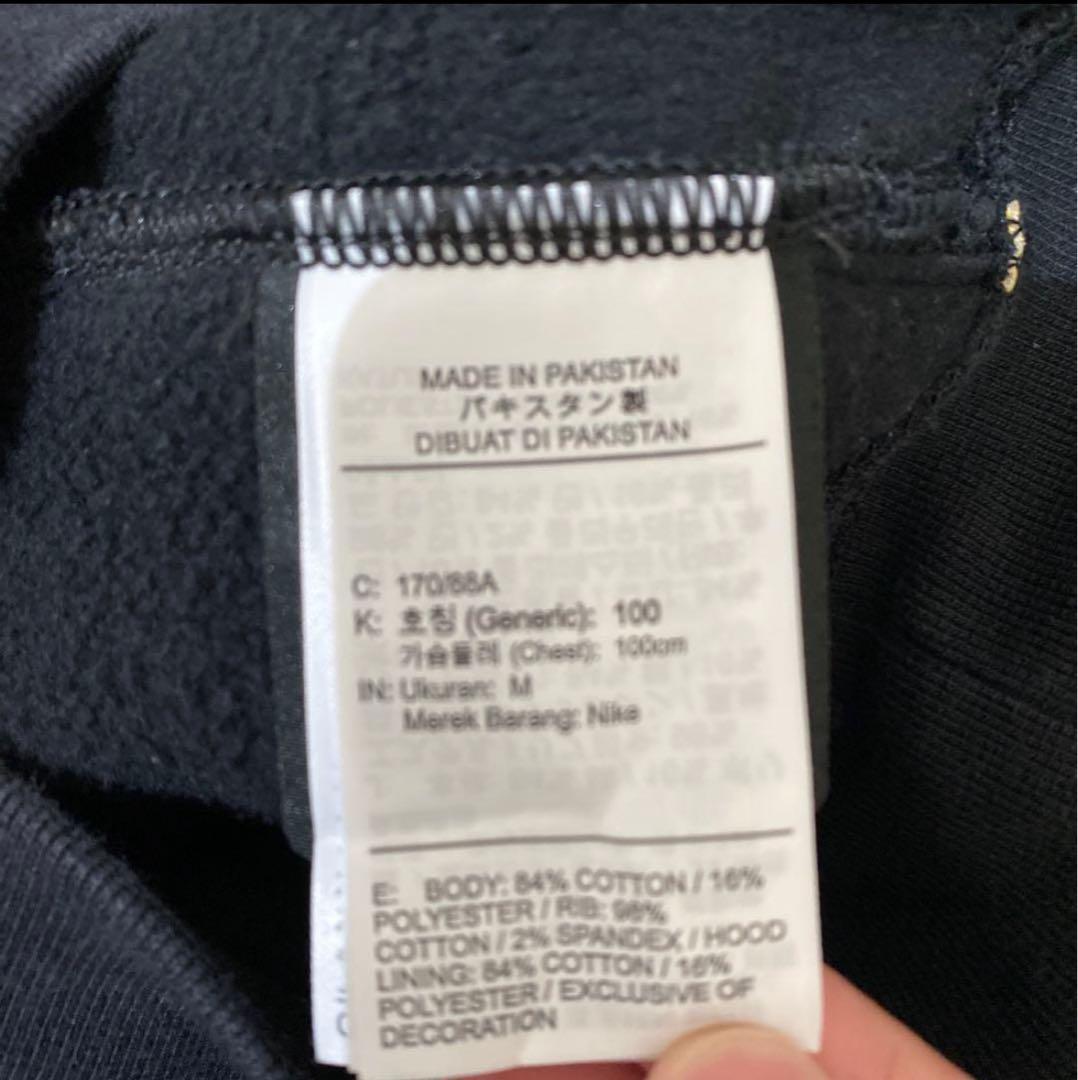 MADE IN PAKISTAN
パキスタン製
DIBUAT DI PAKISTAN
C: 170/88A
K: 호칭 (Generic): 100
가슴둘레 (Chest): 100cm
IN: Ukuran: M
Merek Barang: Nike
E: BODY: 84% COTTON / 16%
POLYESTER / RIB: 98%
COTTON / 2% SPANDEX / HOOD
LINING: 84% COTTON / 16%
POLYESTER / EXCLUSIVE OF
DECORATION